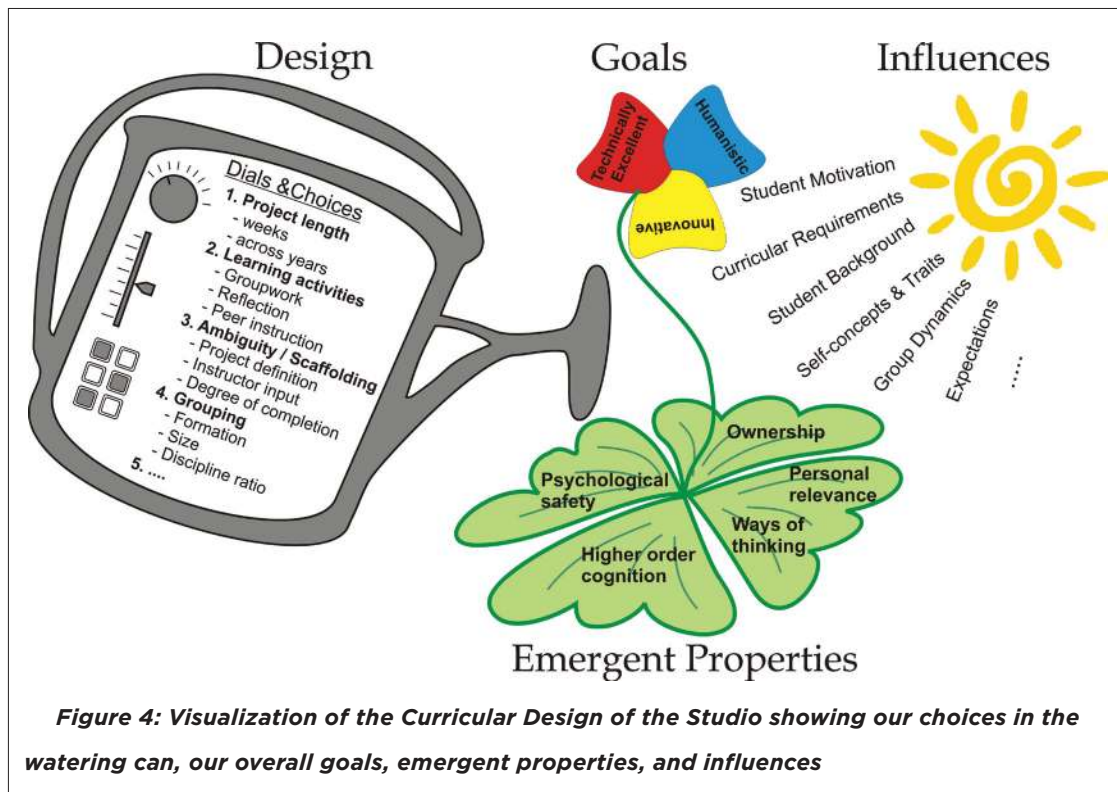 Design
Dials &Choices
1. Project length
- weeks
- across years
2. Learning activities
- Groupwork
- Reflection
- Peer instruction
3. Ambiguity / Scaffolding
- Project definition
- Instructor input
- Degree of completion
4. Grouping
- Formation
- Size
- Discipline ratio
5. ....
Goals
Technically
Excellent
Humanistic
Innovative
Influences
Student Motivation
Curricular Requirements
Student Background
Self-concepts & Traits
Group Dynamics
Expectations
.....
Ownership
Psychological
safety
Personal
relevance
Ways of
thinking
Higher order
cognition
Emergent Properties
Figure 4: Visualization of the Curricular Design of the Studio showing our choices in the
watering can, our overall goals, emergent properties, and influences